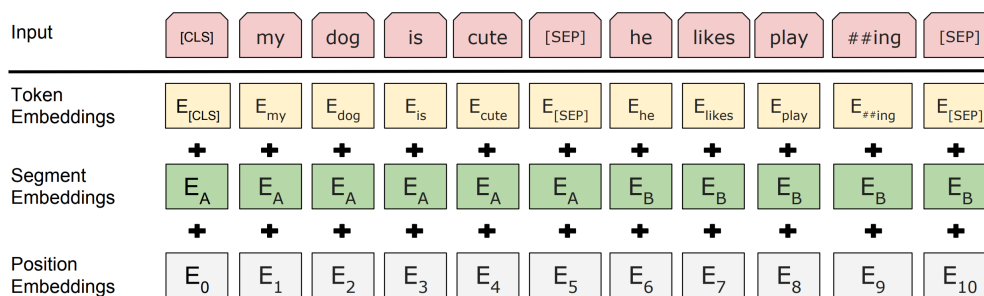 Input [CLS] my dog is cute [SEP] he likes play ##ing [SEP]
Token Embeddings E[CLS] Emy Edog Eis Ecute E[SEP] Ehe Elikes Eplay E##ing E[SEP]
+ + + + + + + + + + +
Segment Embeddings EA EA EA EA EA EA EB EB EB EB EB
+ + + + + + + + + + +
Position Embeddings E0 E1 E2 E3 E4 E5 E6 E7 E8 E9 E10